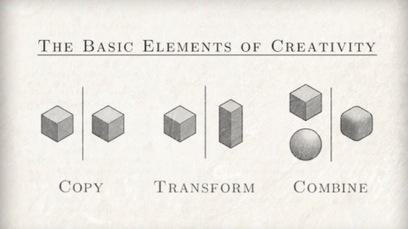 The Basic Elements of Creativity
Copy
Transform
Combine